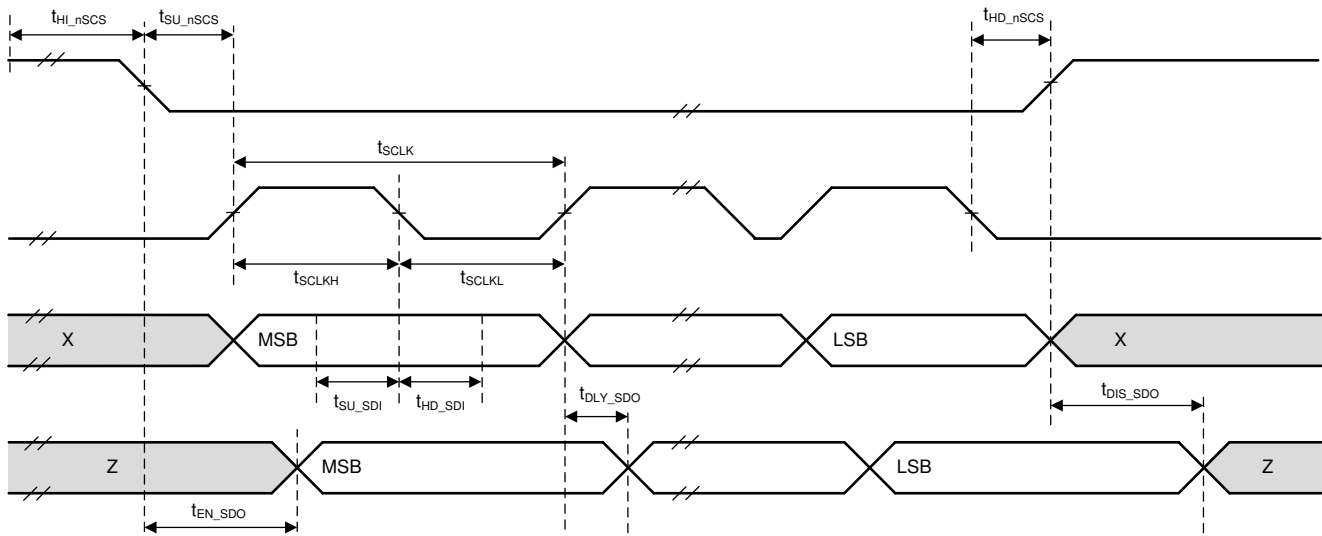 tHI_nSCS tSU_nSCS tHD_nSCS
tSCLK
tSCLKH tSCLKL
X MSB LSB X
tSU_SDI tHD_SDI tDLY_SDO tDIS_SDO
Z MSB LSB Z
tEN_SDO